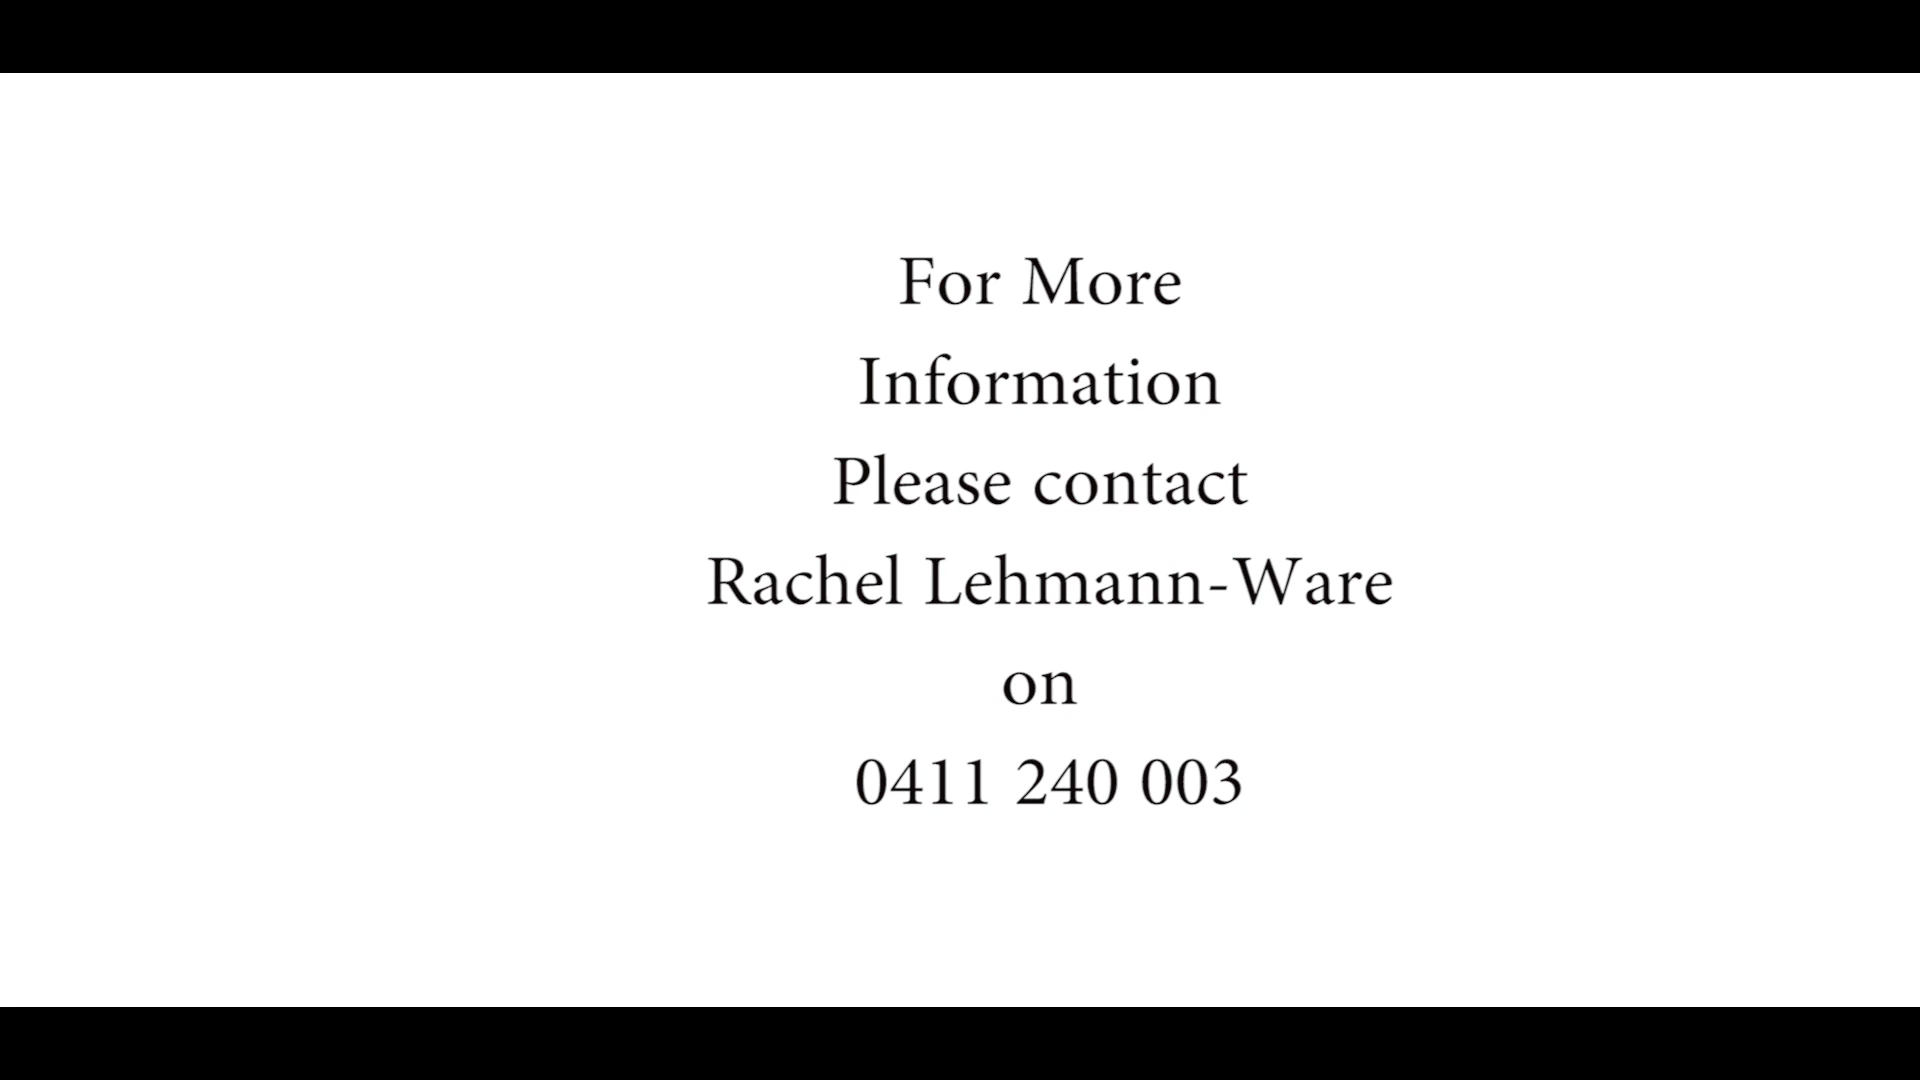 For More
Information
Please contact
Rachel Lehmann-Ware
on
0411 240 003